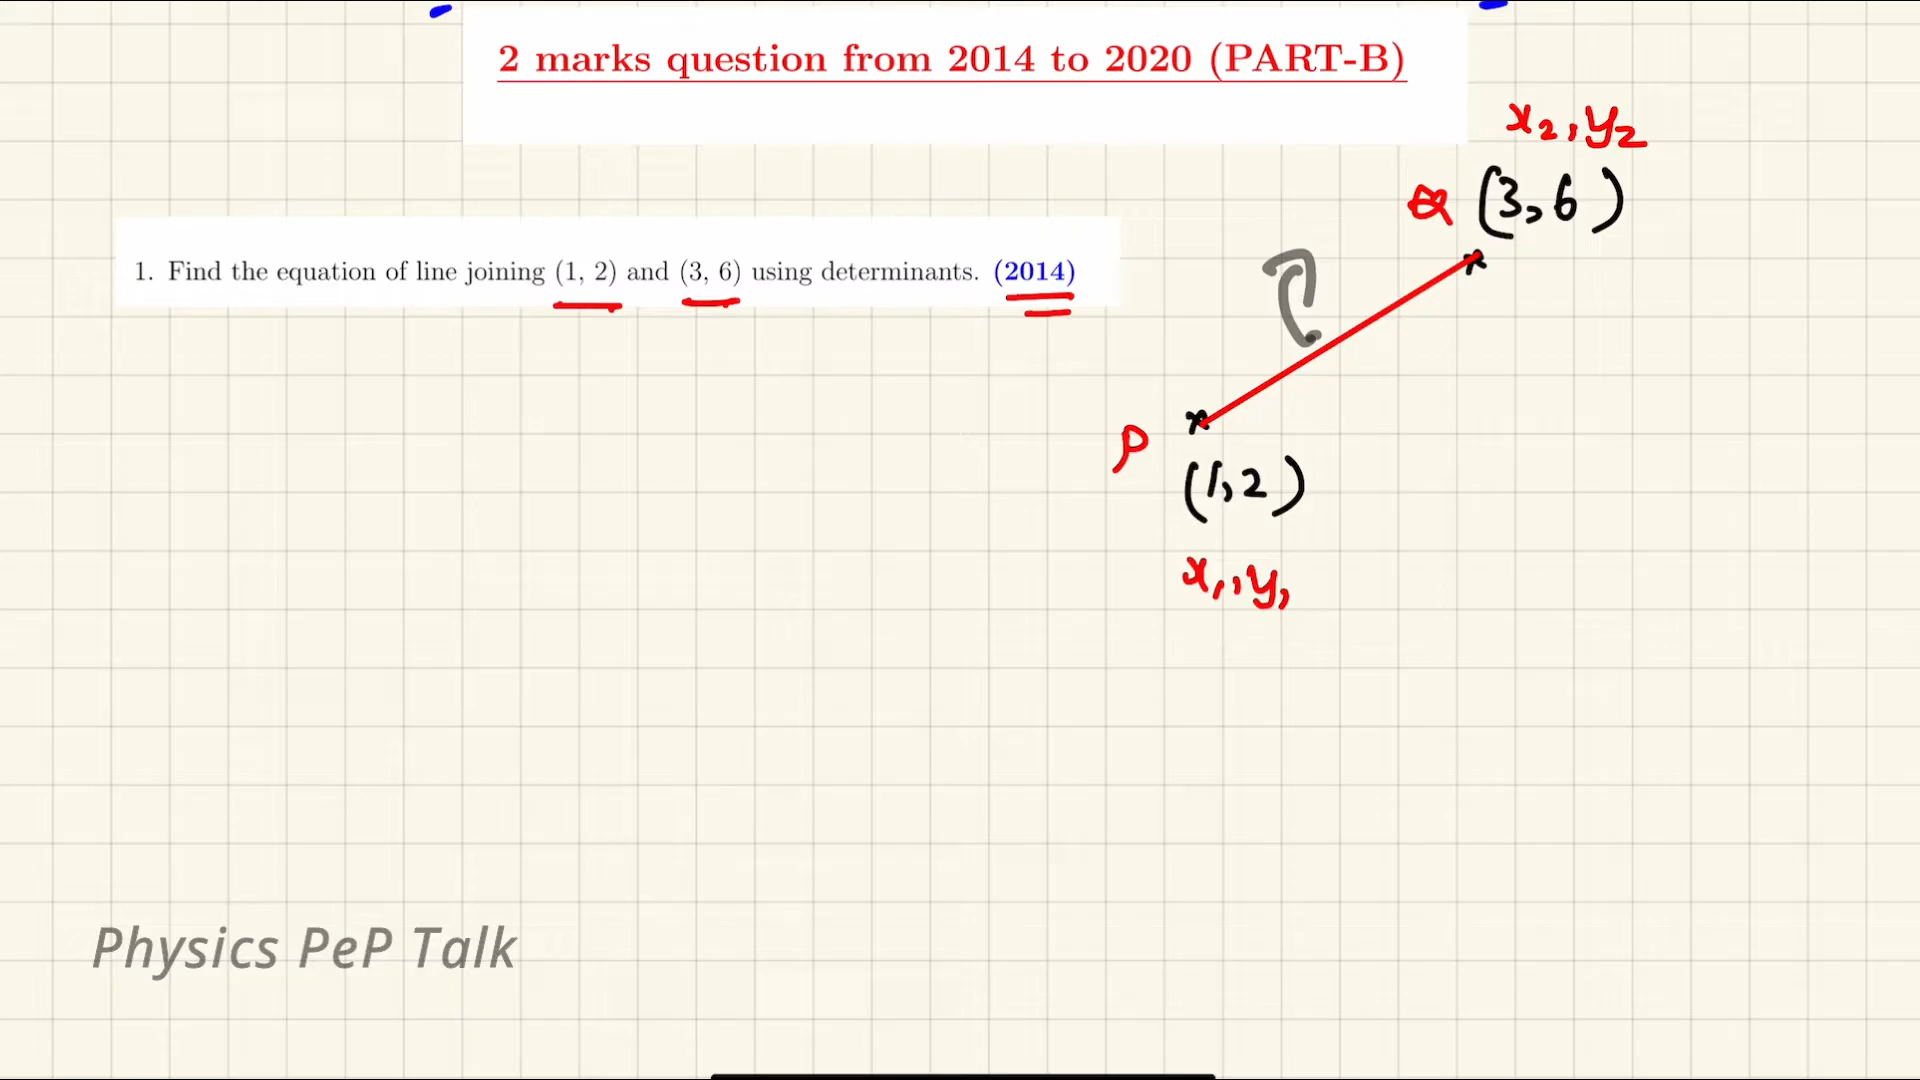 2 marks question from 2014 to 2020 (PART-B)
x₂, y₂
Q (3, 6)
1. Find the equation of line joining (1, 2) and (3, 6) using determinants. (2014)
P
(1, 2)
x₁, y₁
Physics PeP Talk